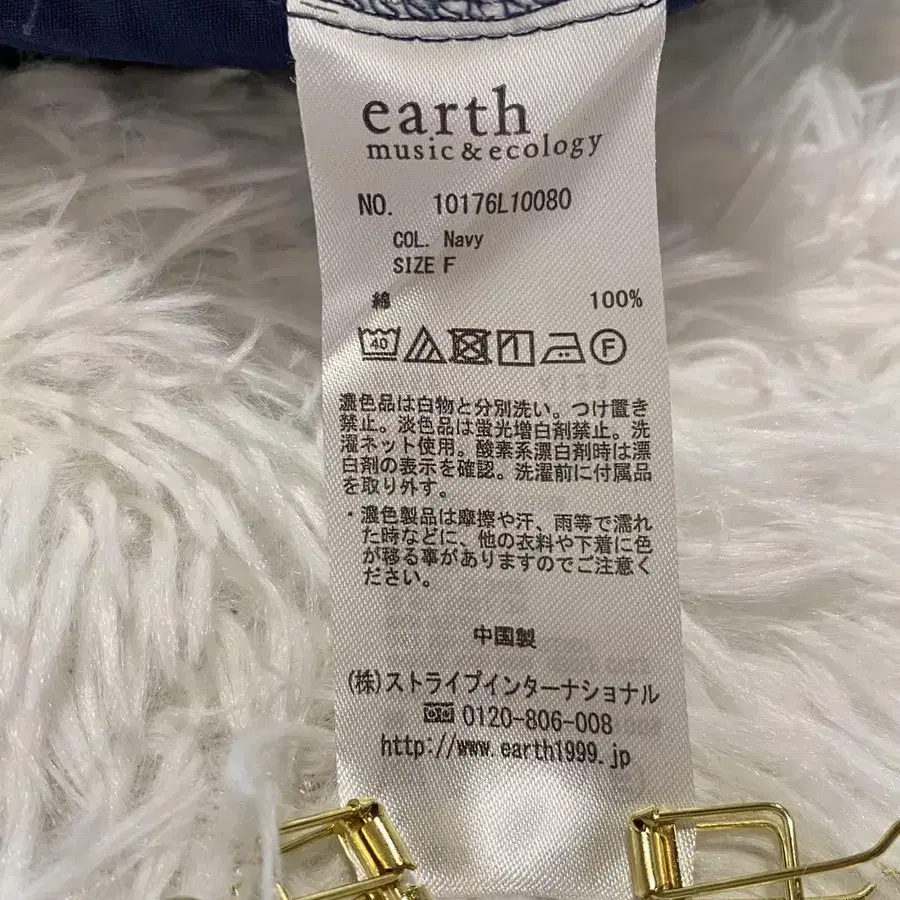 earth
music & ecology
NO. 10176L10080
COL. Navy
SIZE F
綿 100%
40 F
濃色品は白物と分別洗い。つけ置き
禁止。淡色品は蛍光増白剤禁止。洗
濯ネット使用。酸素系漂白剤時は漂
白剤の表示を確認。洗濯前に付属品
を取り外す。
・濃色製品は摩擦や汗、雨等で濡れ
た時などに、他の衣料や下着に色
が移る事がありますのでご注意く
ださい。
中国製
(株)ストライプインターナショナル
0120-806-008
http://www.earth1999.jp